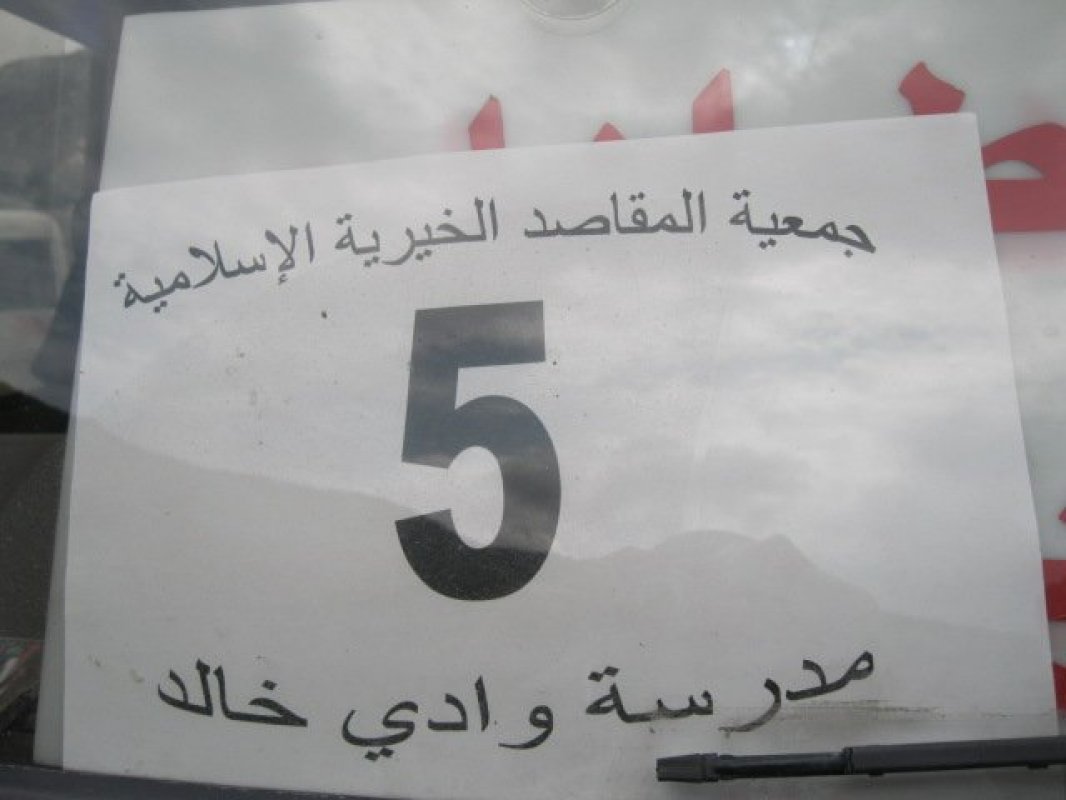 جمعية المقاصد الخيرية الإسلامية
5
مدرسة وادي خالد